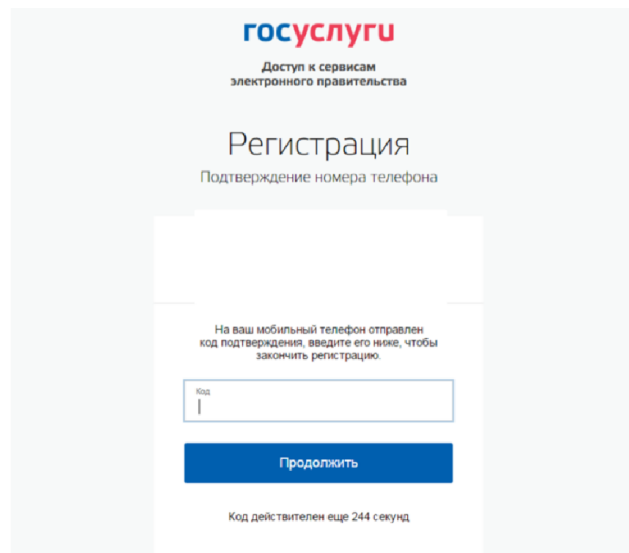 госуслуги
Доступ к сервисам
электронного правительства
Регистрация
Подтверждение номера телефона
На ваш мобильный телефон отправлен
код подтверждения, введите его ниже, чтобы
закончить регистрацию.
Код
Продолжить
Код действителен еще 244 секунд